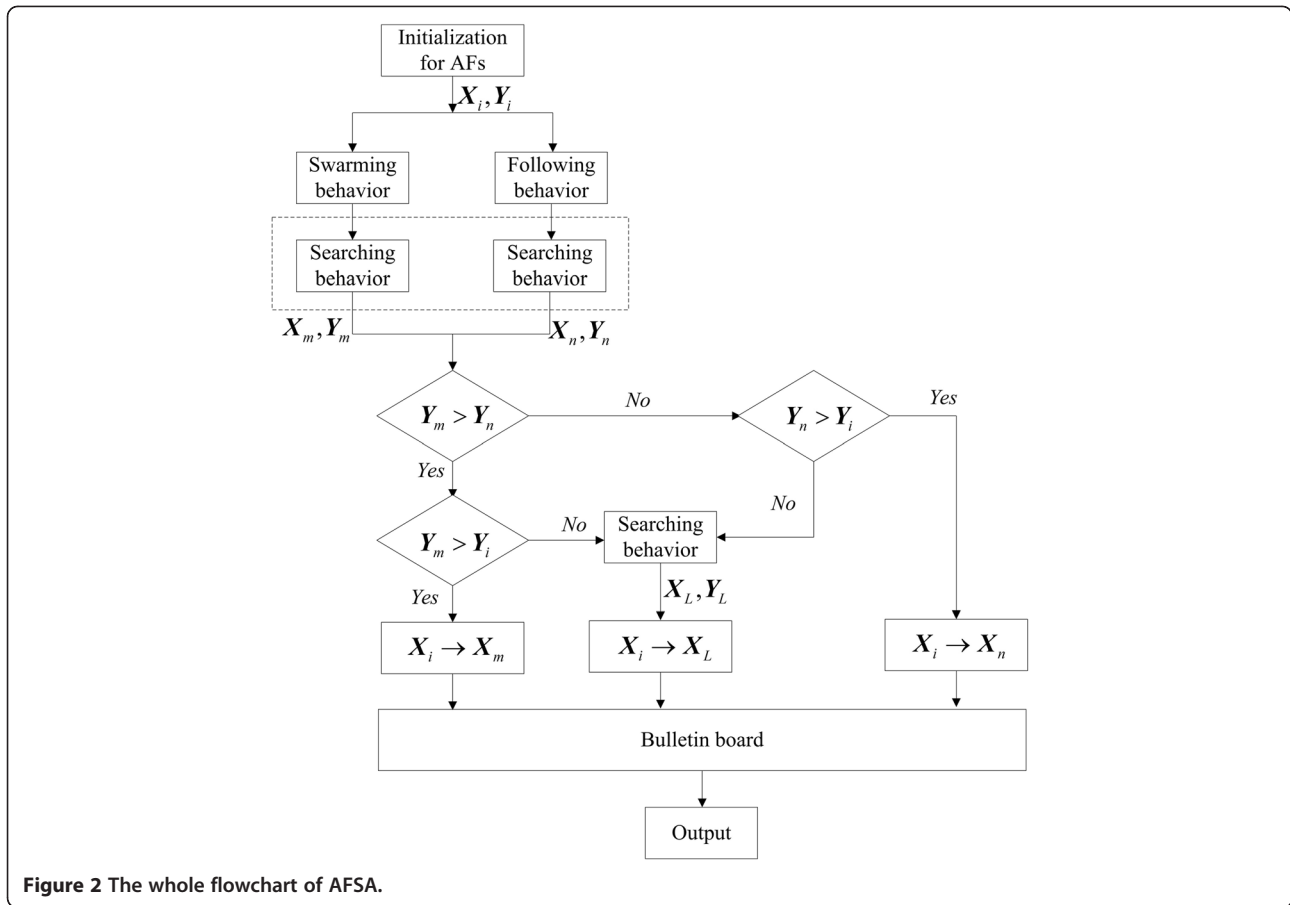 Initialization
for AFs
X_i, Y_i
Swarming
behavior
Following
behavior
Searching
behavior
Searching
behavior
X_m, Y_m
X_n, Y_n
Y_m > Y_n
No
Y_n > Y_i
Yes
Yes
No
Y_m > Y_i
No
Searching
behavior
Yes
X_L, Y_L
X_i → X_m
X_i → X_L
X_i → X_n
Bulletin board
Output
Figure 2 The whole flowchart of AFSA.